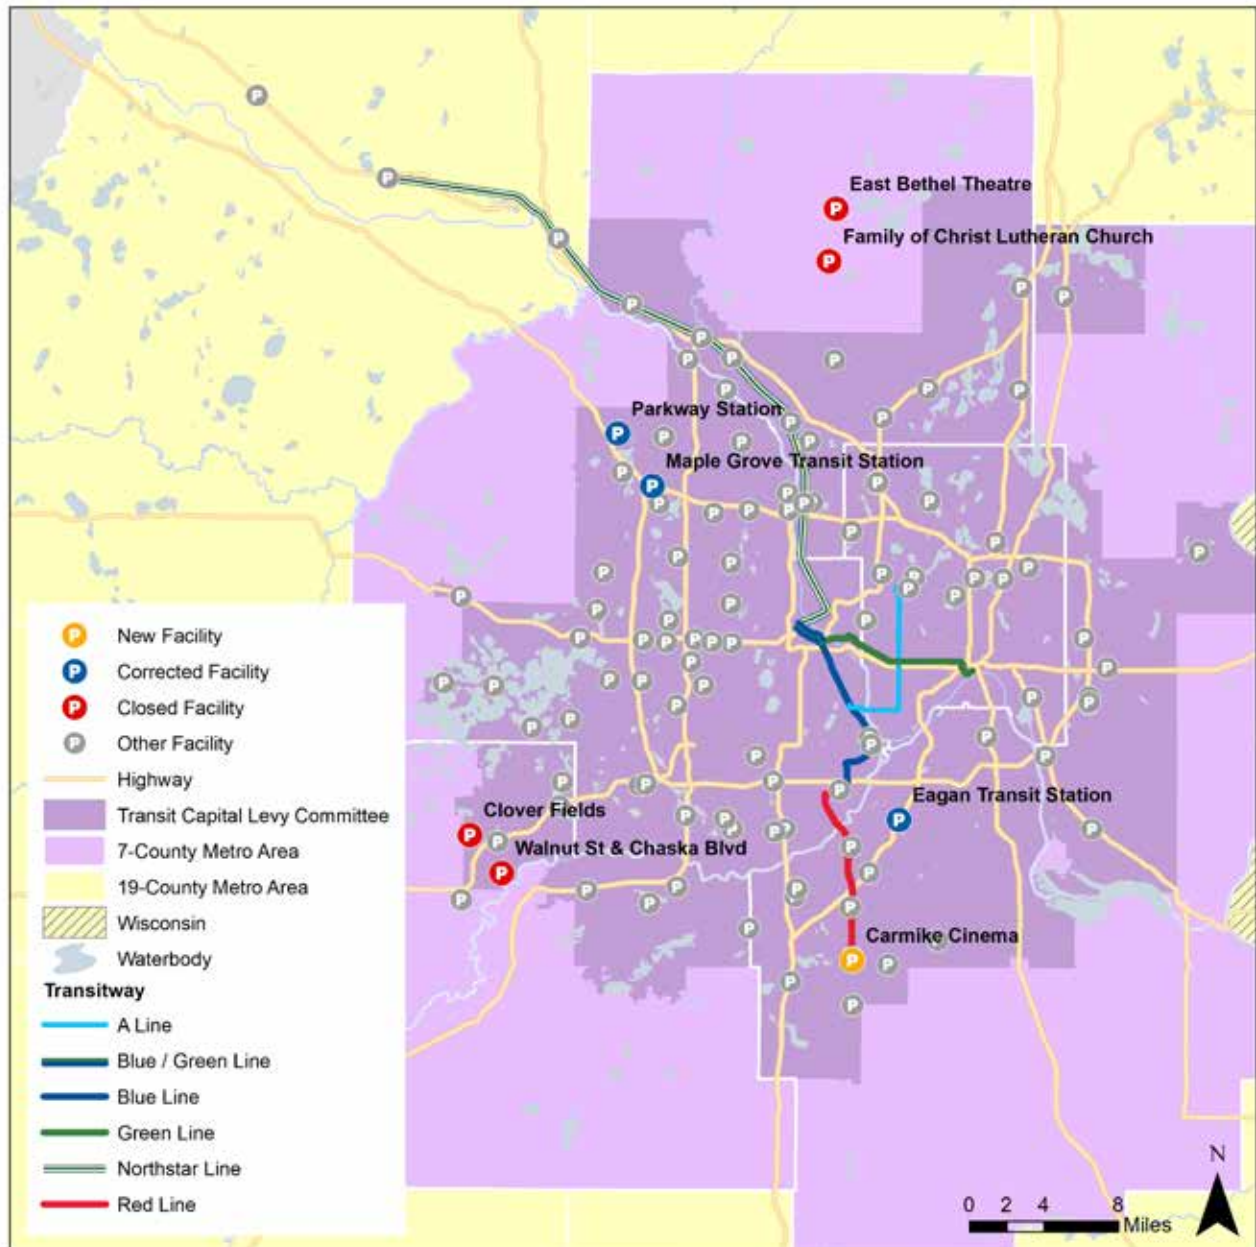 East Bethel Theatre
Family of Christ Lutheran Church
Parkway Station
Maple Grove Transit Station
Eagan Transit Station
Clover Fields
Walnut St & Chaska Blvd
Carmike Cinema
P New Facility
P Corrected Facility
P Closed Facility
P Other Facility
Highway
Transit Capital Levy Committee
7-County Metro Area
19-County Metro Area
Wisconsin
Waterbody
Transitway
A Line
Blue / Green Line
Blue Line
Green Line
Northstar Line
Red Line
N
0 2 4 8
Miles